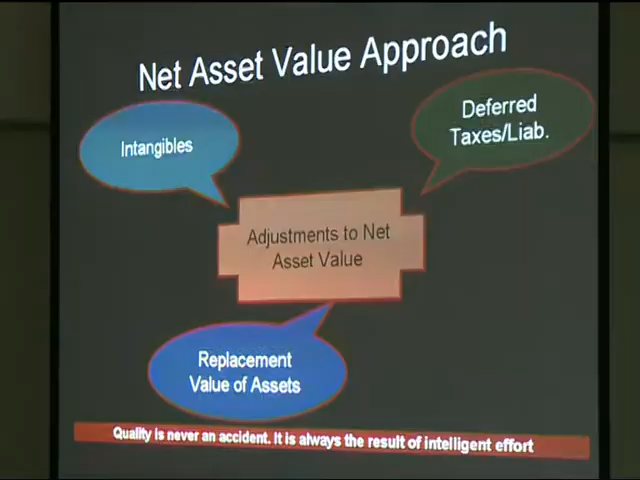 Net Asset Value Approach
Intangibles
Deferred
Taxes/Liab.
Adjustments to Net
Asset Value
Replacement
Value of Assets
Quality is never an accident. It is always the result of intelligent effort